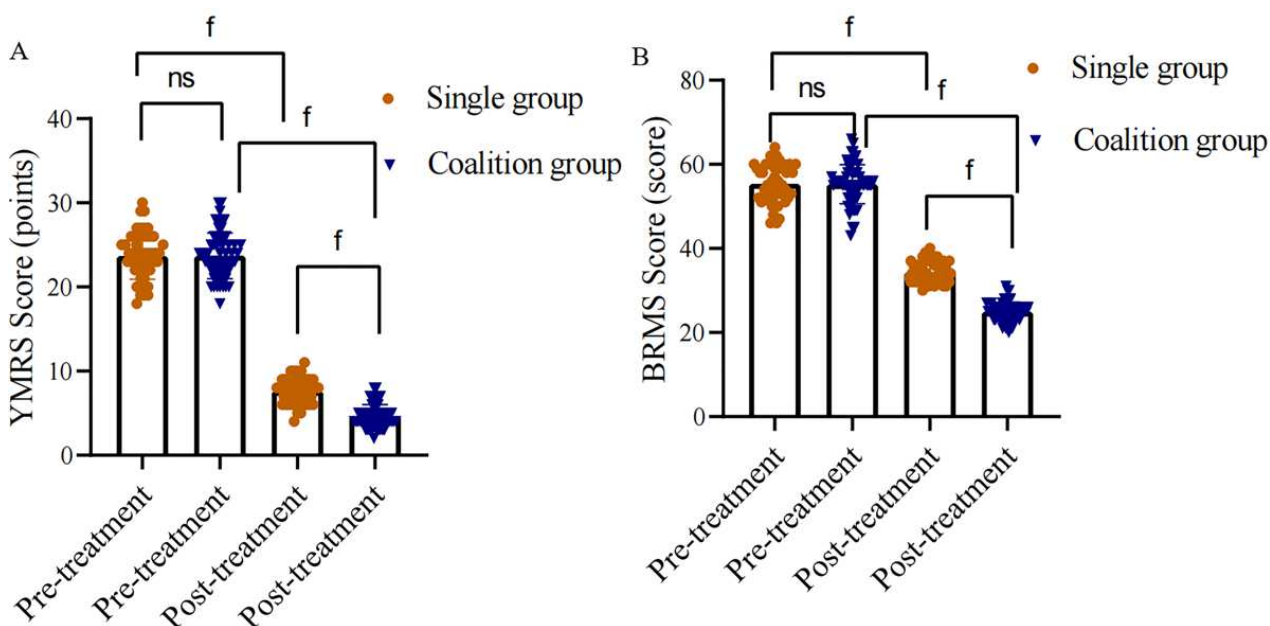 A
f
ns
f
f
Single group
Coalition group
YMRS Score (points)
40
30
20
10
0
Pre-treatment
Pre-treatment
Post-treatment
Post-treatment
B
f
ns
f
f
Single group
Coalition group
BRMS Score (score)
80
60
40
20
0
Pre-treatment
Pre-treatment
Post-treatment
Post-treatment